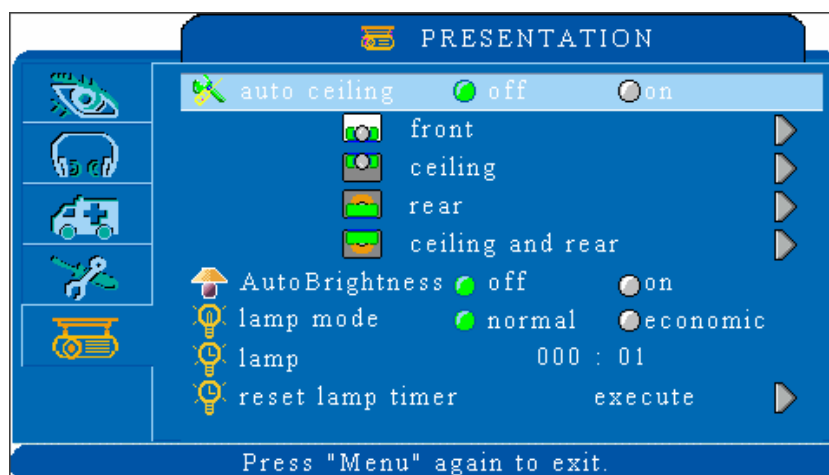 PRESENTATION
auto ceiling off on
front
ceiling
rear
ceiling and rear
AutoBrightness off on
lamp mode normal economic
lamp 000 : 01
reset lamp timer execute
Press "Menu" again to exit.